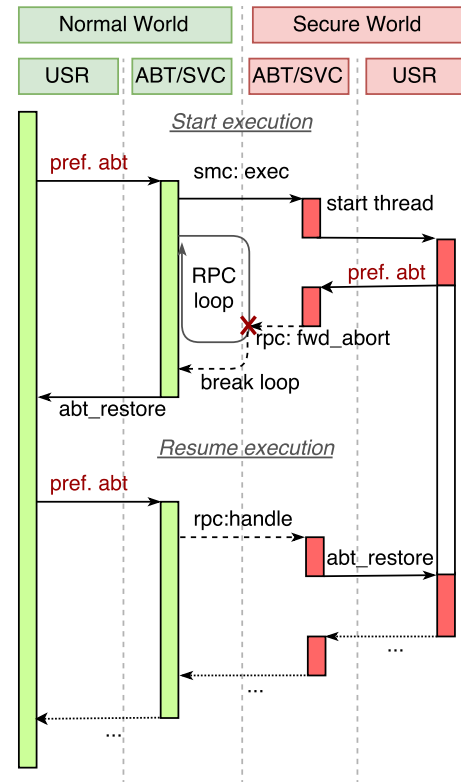 Normal World
Secure World
USR
ABT/SVC
ABT/SVC
USR
Start execution
pref. abt
smc: exec
start thread
RPC
loop
pref. abt
rpc: fwd_abort
break loop
abt_restore
Resume execution
pref. abt
rpc:handle
abt_restore
...
...
...